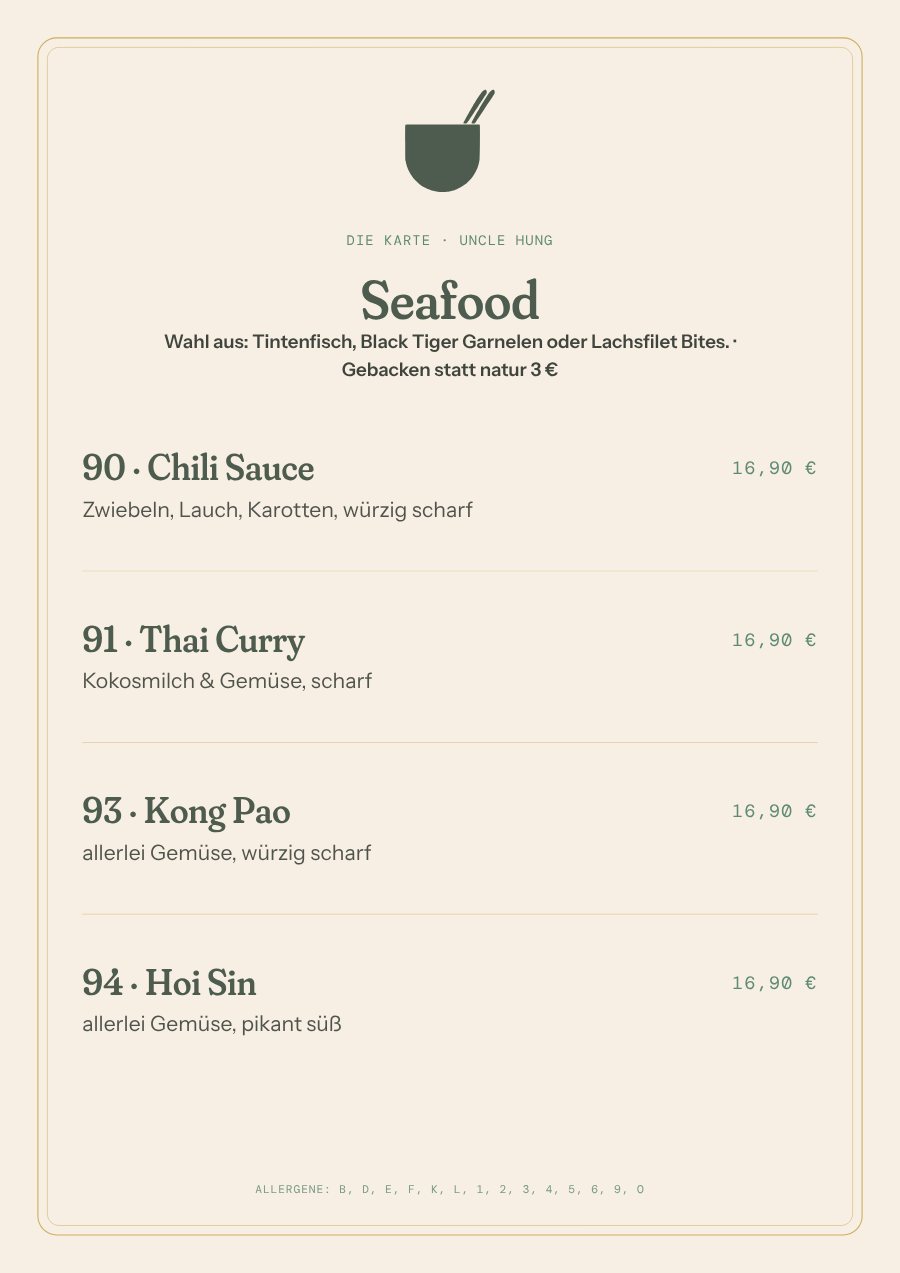 DIE KARTE · UNCLE HUNG
Seafood
Wahl aus: Tintenfisch, Black Tiger Garnelen oder Lachsfilet Bites. ·
Gebacken statt natur 3 €
90 · Chili Sauce 16,90 €
Zwiebeln, Lauch, Karotten, würzig scharf
91 · Thai Curry 16,90 €
Kokosmilch & Gemüse, scharf
93 · Kong Pao 16,90 €
allerlei Gemüse, würzig scharf
94 · Hoi Sin 16,90 €
allerlei Gemüse, pikant süß
ALLERGENE: B, D, E, F, K, L, 1, 2, 3, 4, 5, 6, 9, O